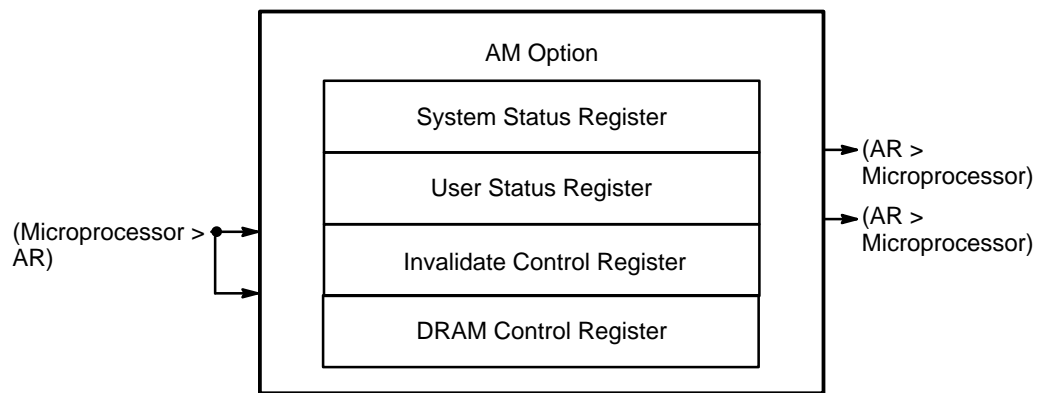 AM Option
System Status Register
User Status Register
Invalidate Control Register
DRAM Control Register
(Microprocessor >
AR)
(AR >
Microprocessor)
(AR >
Microprocessor)